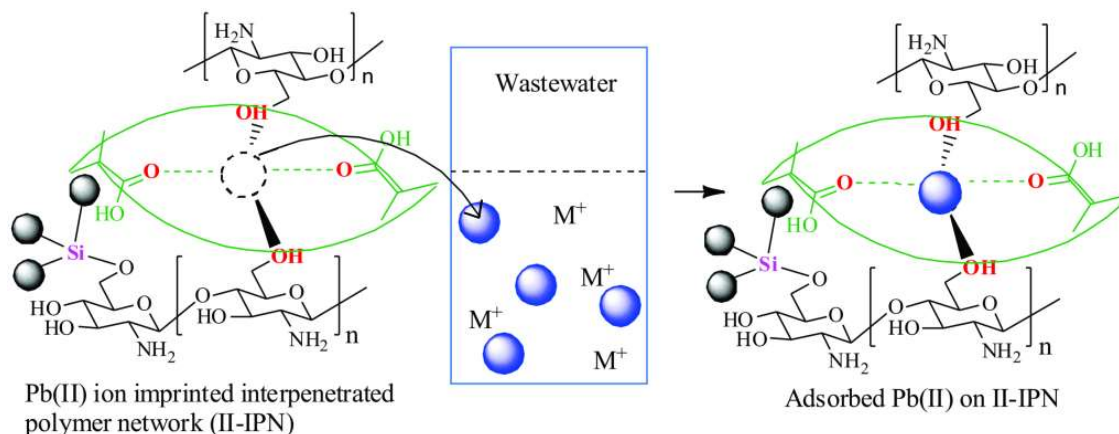 H₂N
OH
O
O
n
OH
Wastewater
O
OH
O
HO
M⁺
Si
O
OH
HO
HO
O
O
O
HO
NH₂
NH₂
n
M⁺
M⁺
M⁺
Pb(II) ion imprinted interpenetrated
polymer network (II-IPN)
H₂N
OH
O
O
n
OH
O
OH
O
HO
Si
O
OH
HO
HO
O
O
O
HO
NH₂
NH₂
n
Adsorbed Pb(II) on II-IPN